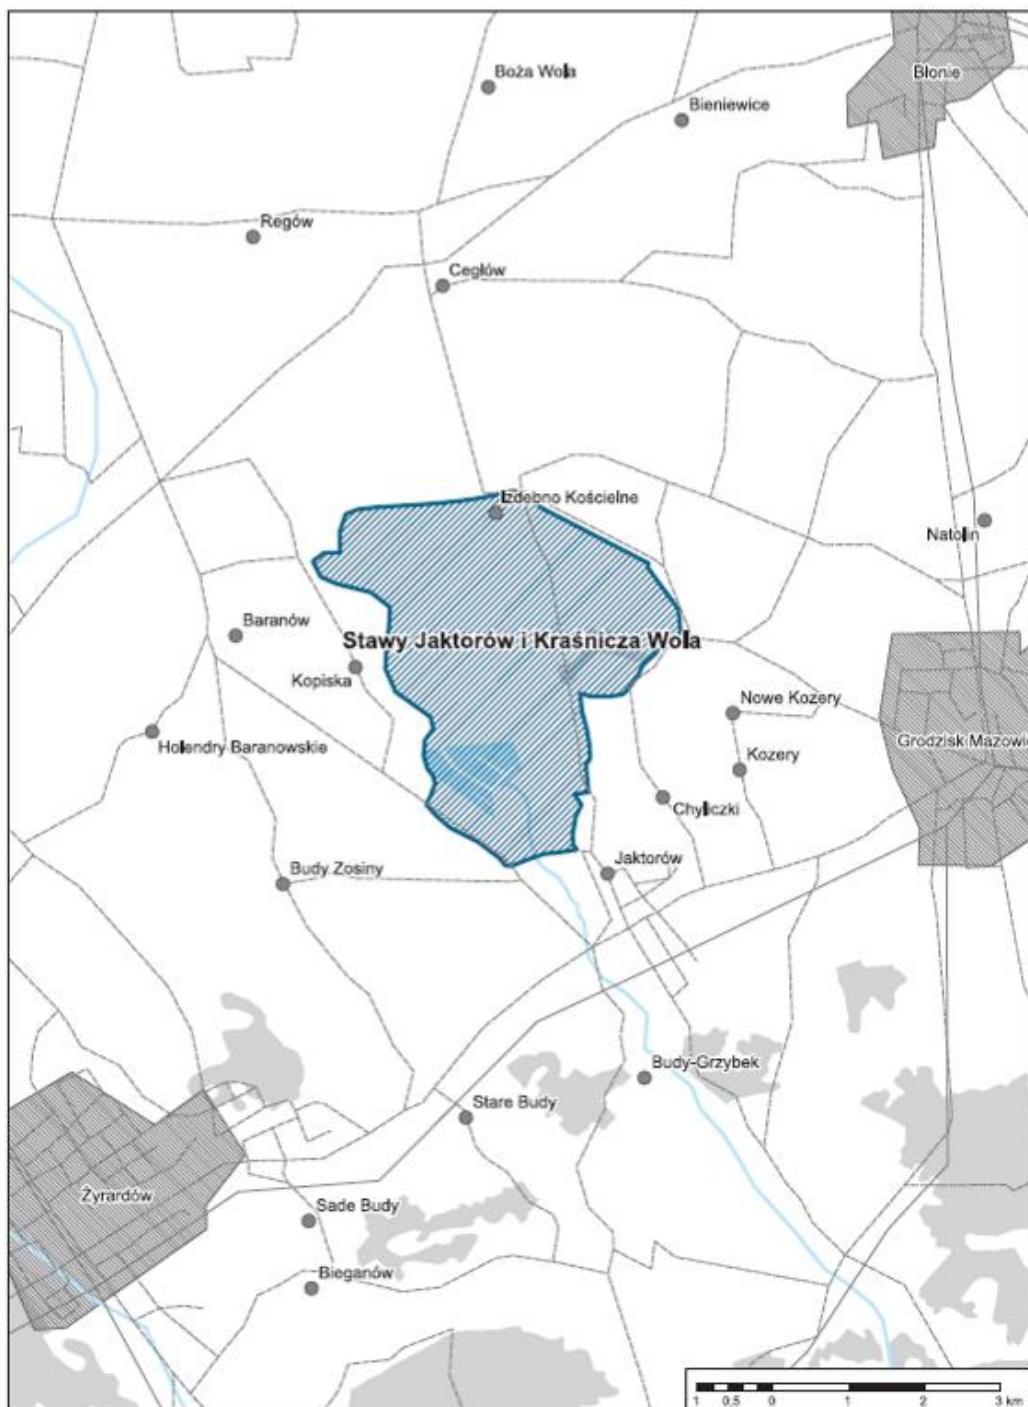 Błonie
Boża Wola
Bieniewice
Regów
Cegłów
Izdebno Kościelne
Natolin
Baranów
Stawy Jaktorów i Kraśnicza Wola
Kopiska
Nowe Kozery
Holendry Baranowskie
Grodzisk Mazowie
Kozery
Chyliczki
Jaktorów
Budy Zosiny
Budy-Grzybek
Stare Budy
Żyrardów
Sade Budy
Bieganów
1 0.5 0 1 2 3 km